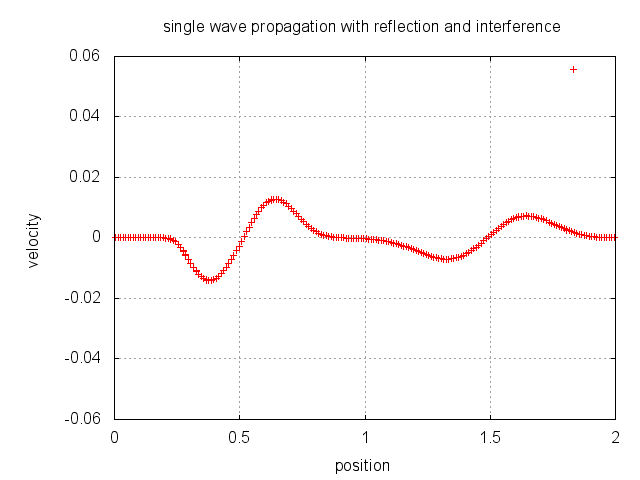 single wave propagation with reflection and interference
0.06
0.04
0.02
0
-0.02
-0.04
-0.06
velocity
0 0.5 1 1.5 2
position